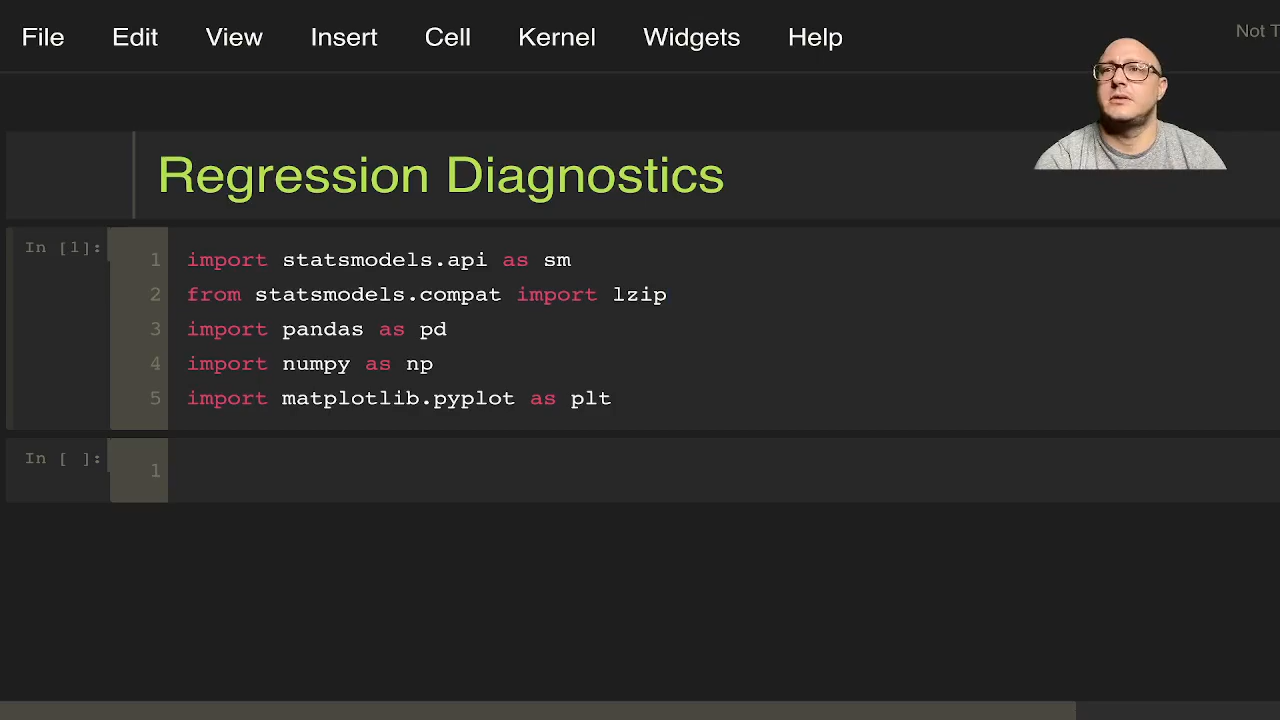 File Edit View Insert Cell Kernel Widgets Help
Not T
Regression Diagnostics
In [1]:
1 import statsmodels.api as sm
2 from statsmodels.compat import lzip
3 import pandas as pd
4 import numpy as np
5 import matplotlib.pyplot as plt
In [ ]:
1